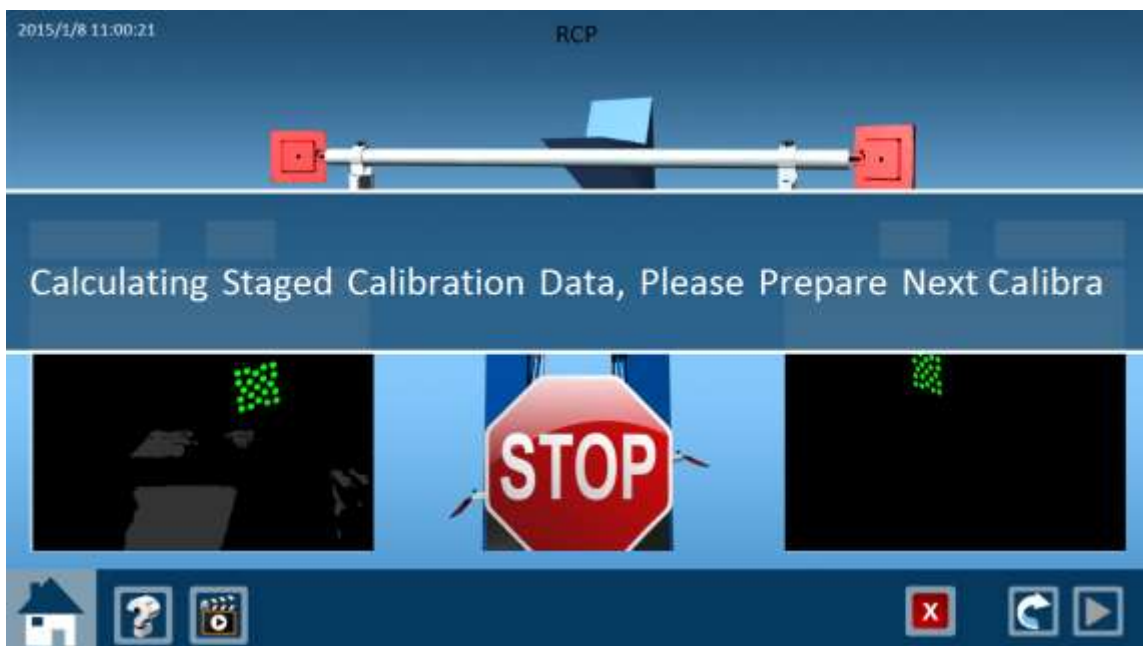 2015/1/8 11:00:21
RCP
Calculating Staged Calibration Data, Please Prepare Next Calibra
STOP
?
X